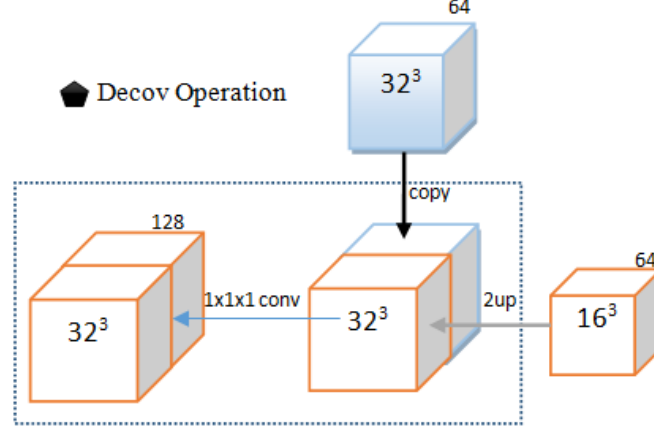 64
32³
Decov Operation
copy
128
64
1x1x1 conv
2up
32³
32³
16³